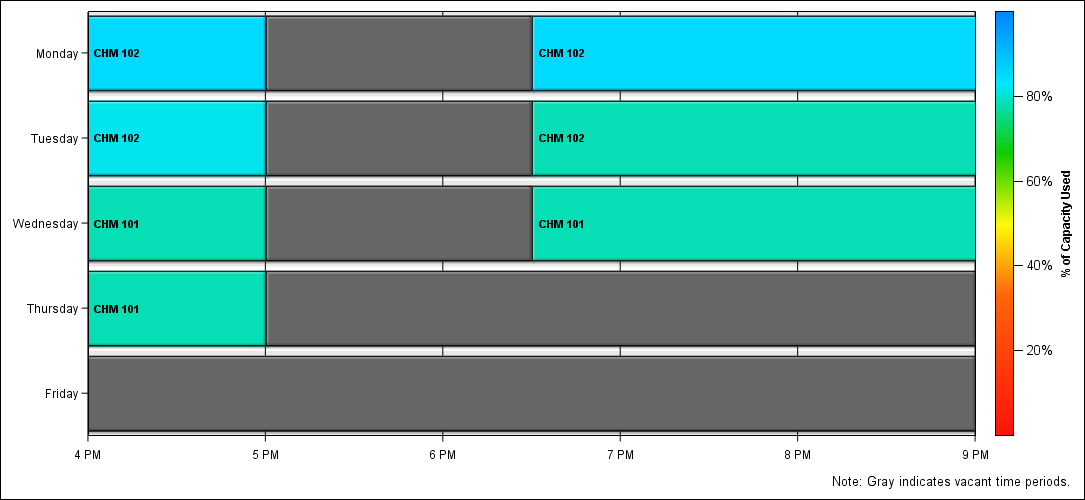 Monday
CHM 102
CHM 102
Tuesday
CHM 102
CHM 102
Wednesday
CHM 101
CHM 101
Thursday
CHM 101
Friday
4 PM
5 PM
6 PM
7 PM
8 PM
9 PM
80%
60%
40%
20%
% of Capacity Used
Note: Gray indicates vacant time periods.